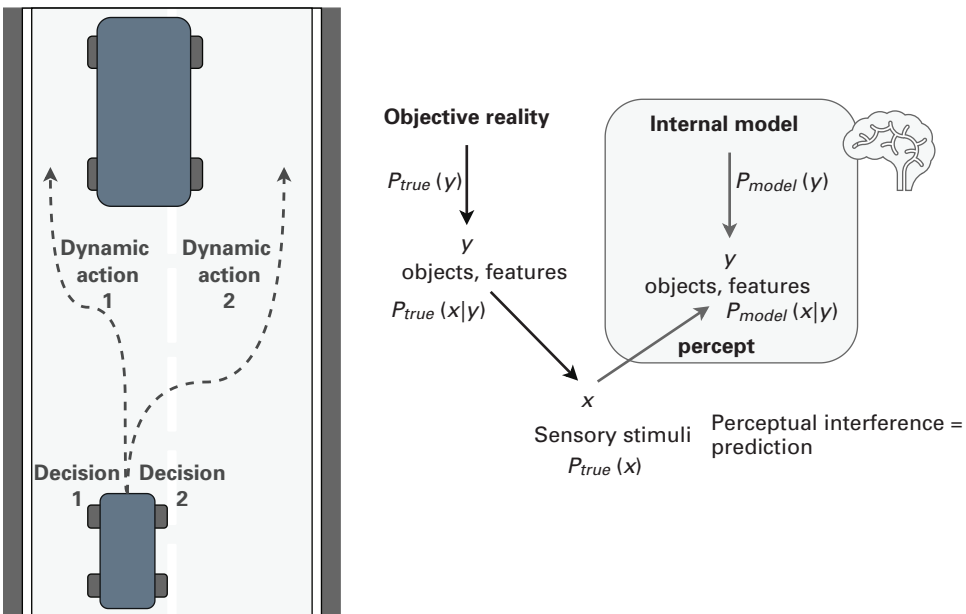 Dynamic
action
1
Dynamic
action
2
Decision
1
Decision
2
Objective reality
P_true (y)
y
objects, features
P_true (x|y)
Internal model
P_model (y)
y
objects, features
P_model (x|y)
percept
x
Sensory stimuli
P_true (x)
Perceptual interference =
prediction